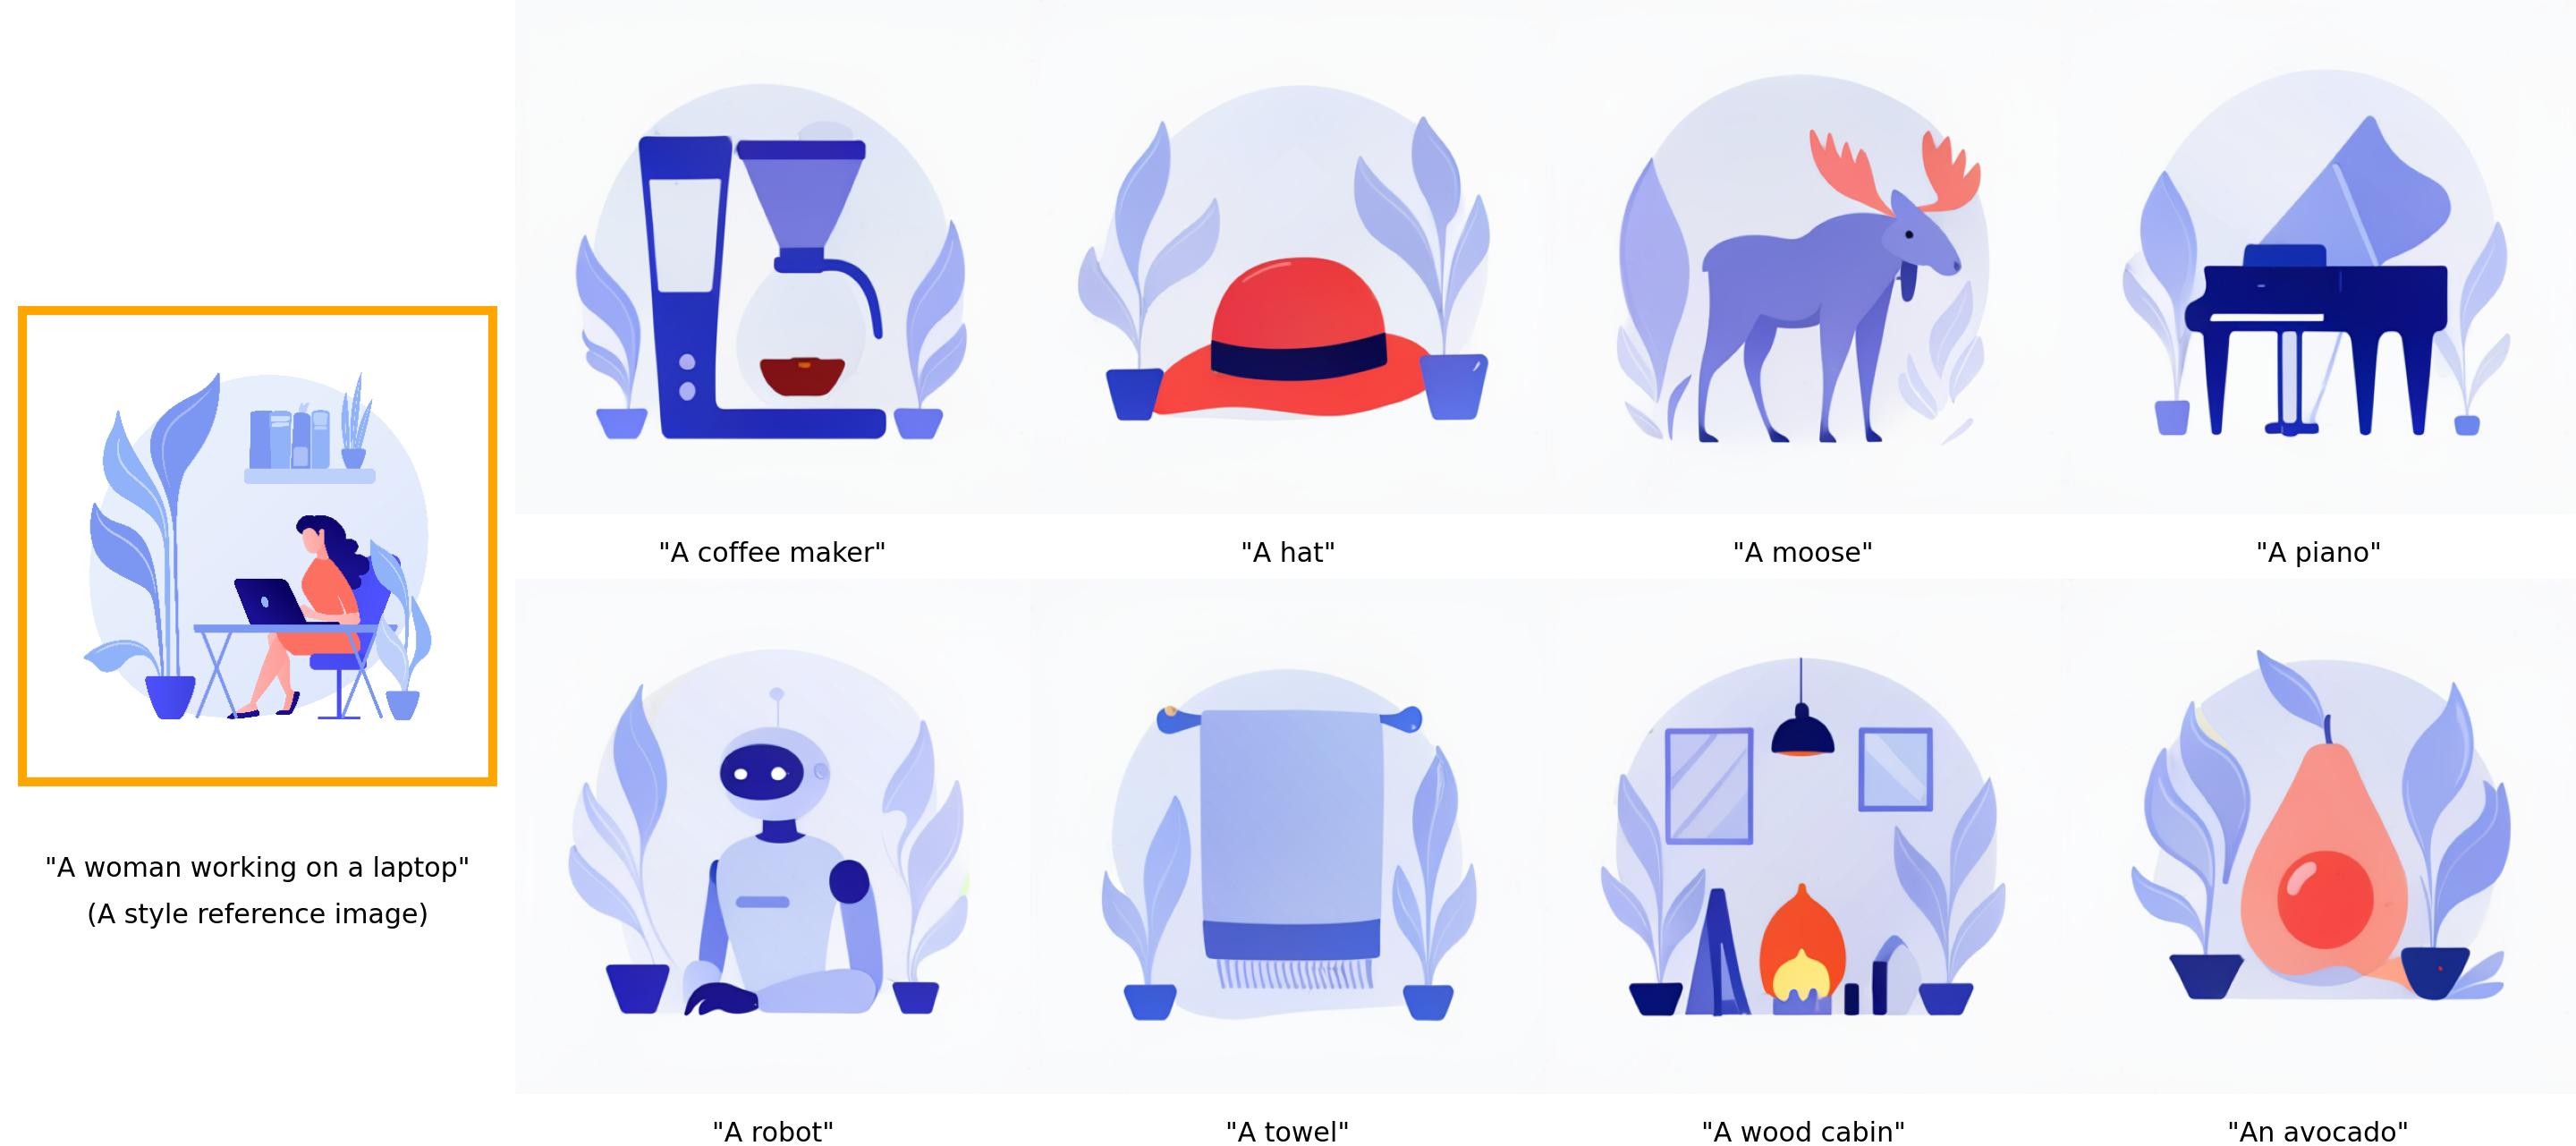 "A woman working on a laptop"
(A style reference image)
"A coffee maker"
"A hat"
"A moose"
"A piano"
"A robot"
"A towel"
"A wood cabin"
"An avocado"